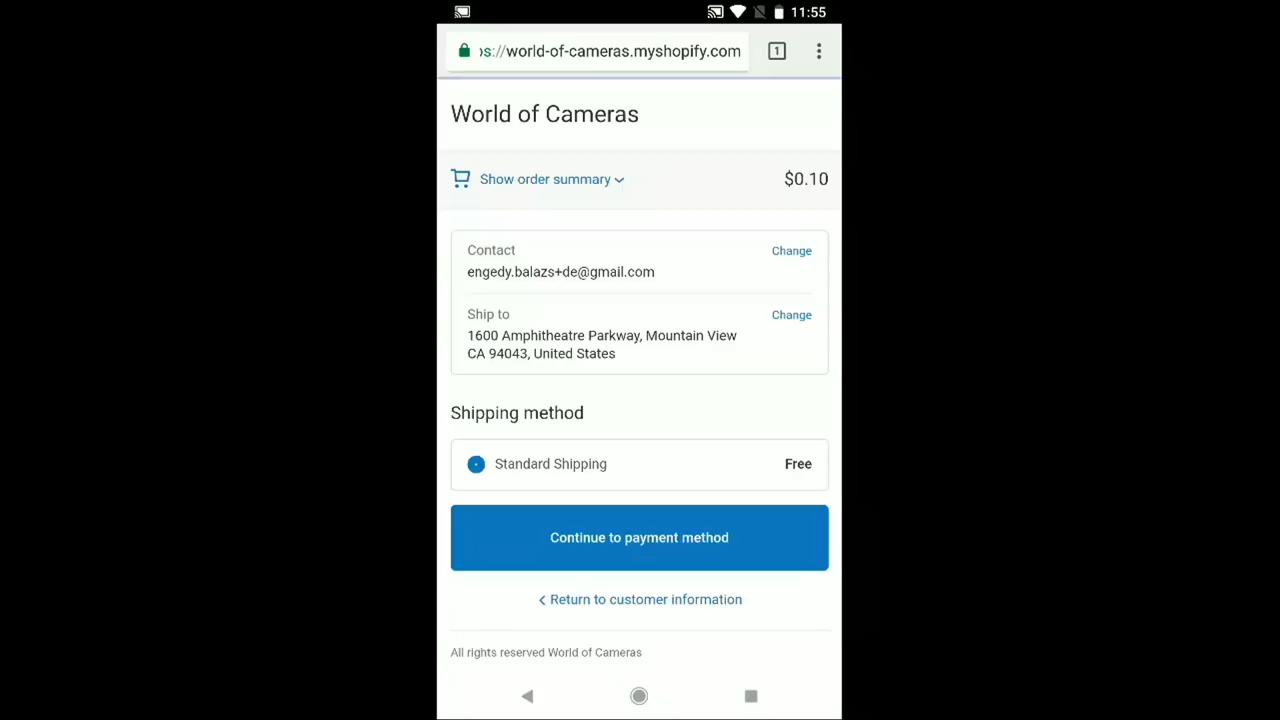 11:55
ps://world-of-cameras.myshopify.com
1
World of Cameras
Show order summary
$0.10
Contact
Change
engedy.balazs+de@gmail.com
Ship to
Change
1600 Amphitheatre Parkway, Mountain View
CA 94043, United States
Shipping method
Standard Shipping
Free
Continue to payment method
Return to customer information
All rights reserved World of Cameras